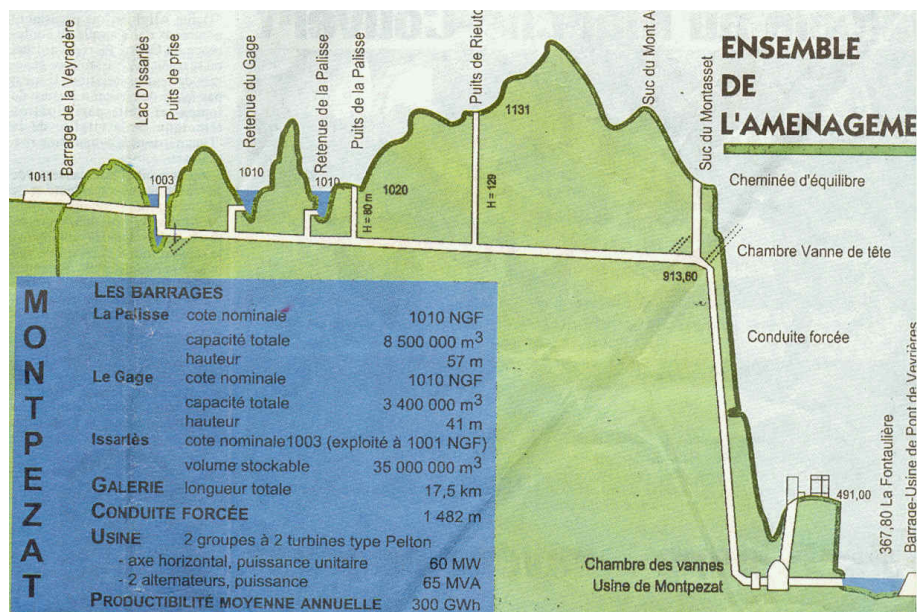 Barrage de la Veyradère
Lac D'Issarlès
Puits de prise
Retenue du Gage
Retenue de la Palisse
Puits de la Palisse
Puits de Rieuto
Suc du Mont A
Suc du Montasset
ENSEMBLE
DE
L'AMENAGEME
1011
1003
1010
1010
1020
1131
H = 80 m
H = 129
Cheminée d'équilibre
Chambre Vanne de tête
913,60
Conduite forcée
491,00
367,80 La Fontaulière
Barrage-Usine de Pont de Veyrières
Chambre des vannes
Usine de Montpezat
MONTPEZAT
LES BARRAGES
La Palisse cote nominale 1010 NGF
capacité totale 8 500 000 m³
hauteur 57 m
Le Gage cote nominale 1010 NGF
capacité totale 3 400 000 m³
hauteur 41 m
Issarlès cote nominale1003 (exploité à 1001 NGF)
volume stockable 35 000 000 m³
GALERIE longueur totale 17,5 km
CONDUITE FORCÉE 1 482 m
USINE 2 groupes à 2 turbines type Pelton
- axe horizontal, puissance unitaire 60 MW
- 2 alternateurs, puissance 65 MVA
PRODUCTIBILITÉ MOYENNE ANNUELLE 300 GWh